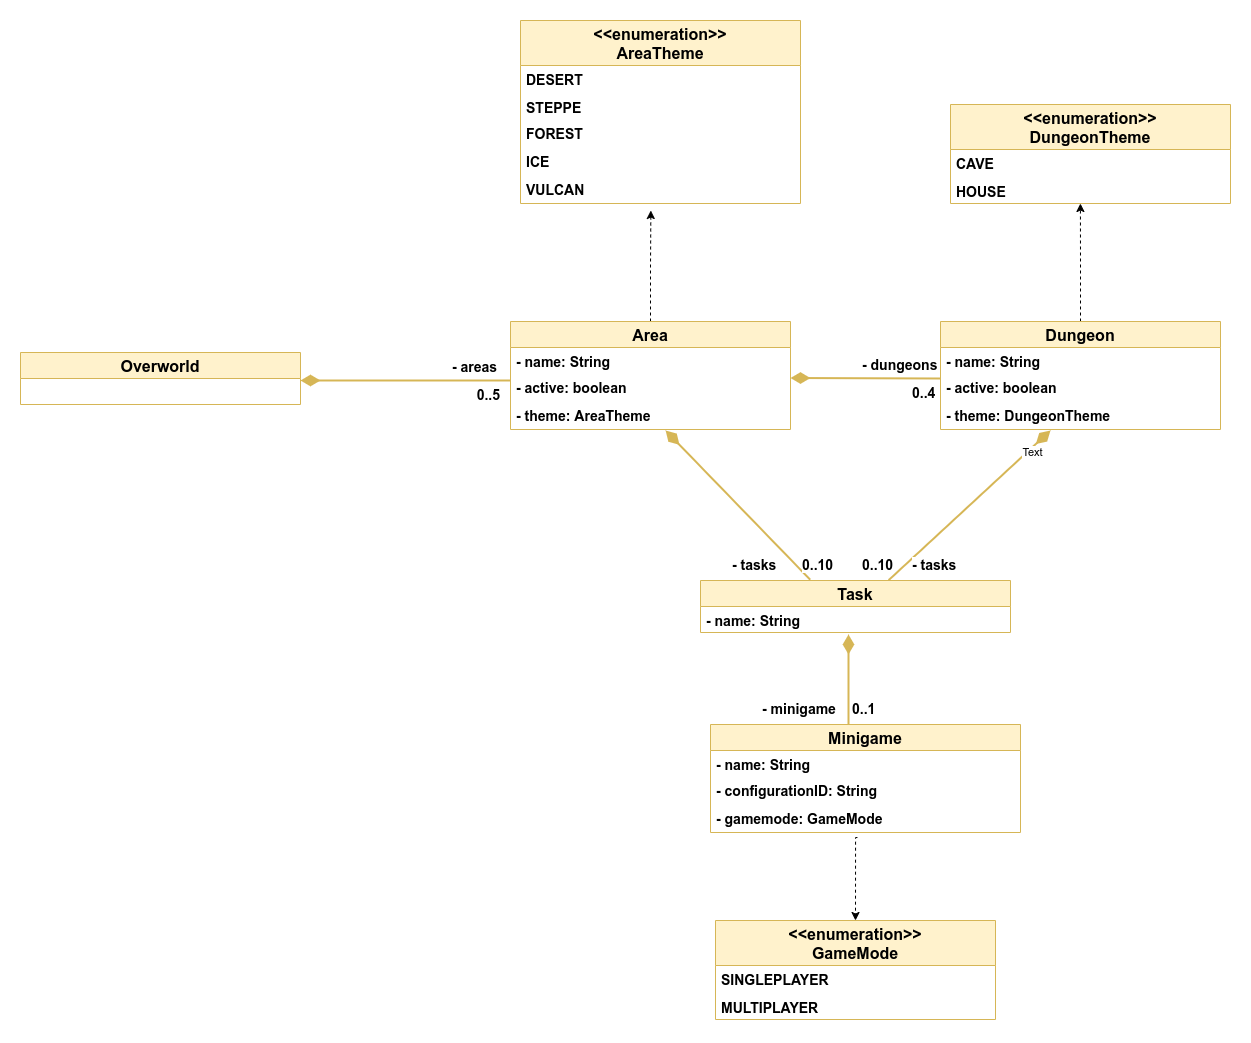 <<enumeration>>
AreaTheme
DESERT
STEPPE
FOREST
ICE
VULCAN
<<enumeration>>
DungeonTheme
CAVE
HOUSE
Overworld
- areas
0..5
Area
- name: String
- active: boolean
- theme: AreaTheme
- dungeons
0..4
Dungeon
- name: String
- active: boolean
- theme: DungeonTheme
Text
- tasks
0..10
0..10
- tasks
Task
- name: String
- minigame
0..1
Minigame
- name: String
- configurationID: String
- gamemode: GameMode
<<enumeration>>
GameMode
SINGLEPLAYER
MULTIPLAYER